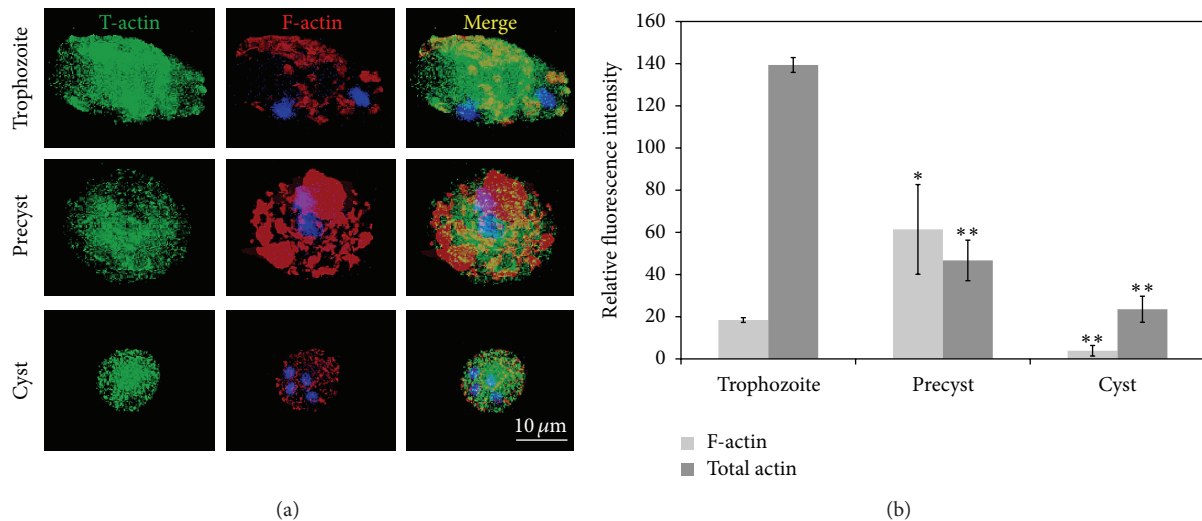 T-actin F-actin Merge
Trophozoite
Precyst
Cyst
10 μm
(a)
Relative fluorescence intensity
160
140
120
100
80
60
40
20
0
*
**
**
**
Trophozoite Precyst Cyst
F-actin
Total actin
(b)